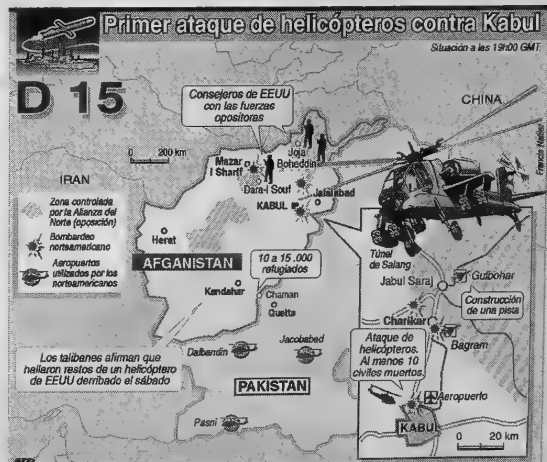 Primer ataque de helicópteros contra Kabul
Situación a las 19h00 GMT
D 15
Consejeros de EEUU
con las fuerzas
opositoras
CHINA
0 200 km
Joja
Boheddin
Mazar
I Shariff
Dara-I Souf
Jalalabad
KABUL
IRAN
Zona controlada
por la Alianza del
Norte (oposición)
Bombardeo
norteamericano
Aeropuertos
utilizados por los
norteamericanos
Herat
AFGANISTAN
10 a 15 .000
refugiados
Kandahar
Chaman
Quetta
Los talibanes afirman que
hallaron restos de un helicóptero
de EEUU derribado el sábado
Dalbandin
Jacobabad
PAKISTAN
Pasni
Túnel
de Salang
Jabul Saraj
Gulbohar
Construcción
de una pista
Charikar
Bagram
Ataque de
helicópteros.
Al menos 10
civiles muertos.
Aeropuerto
KABUL
0 20 km